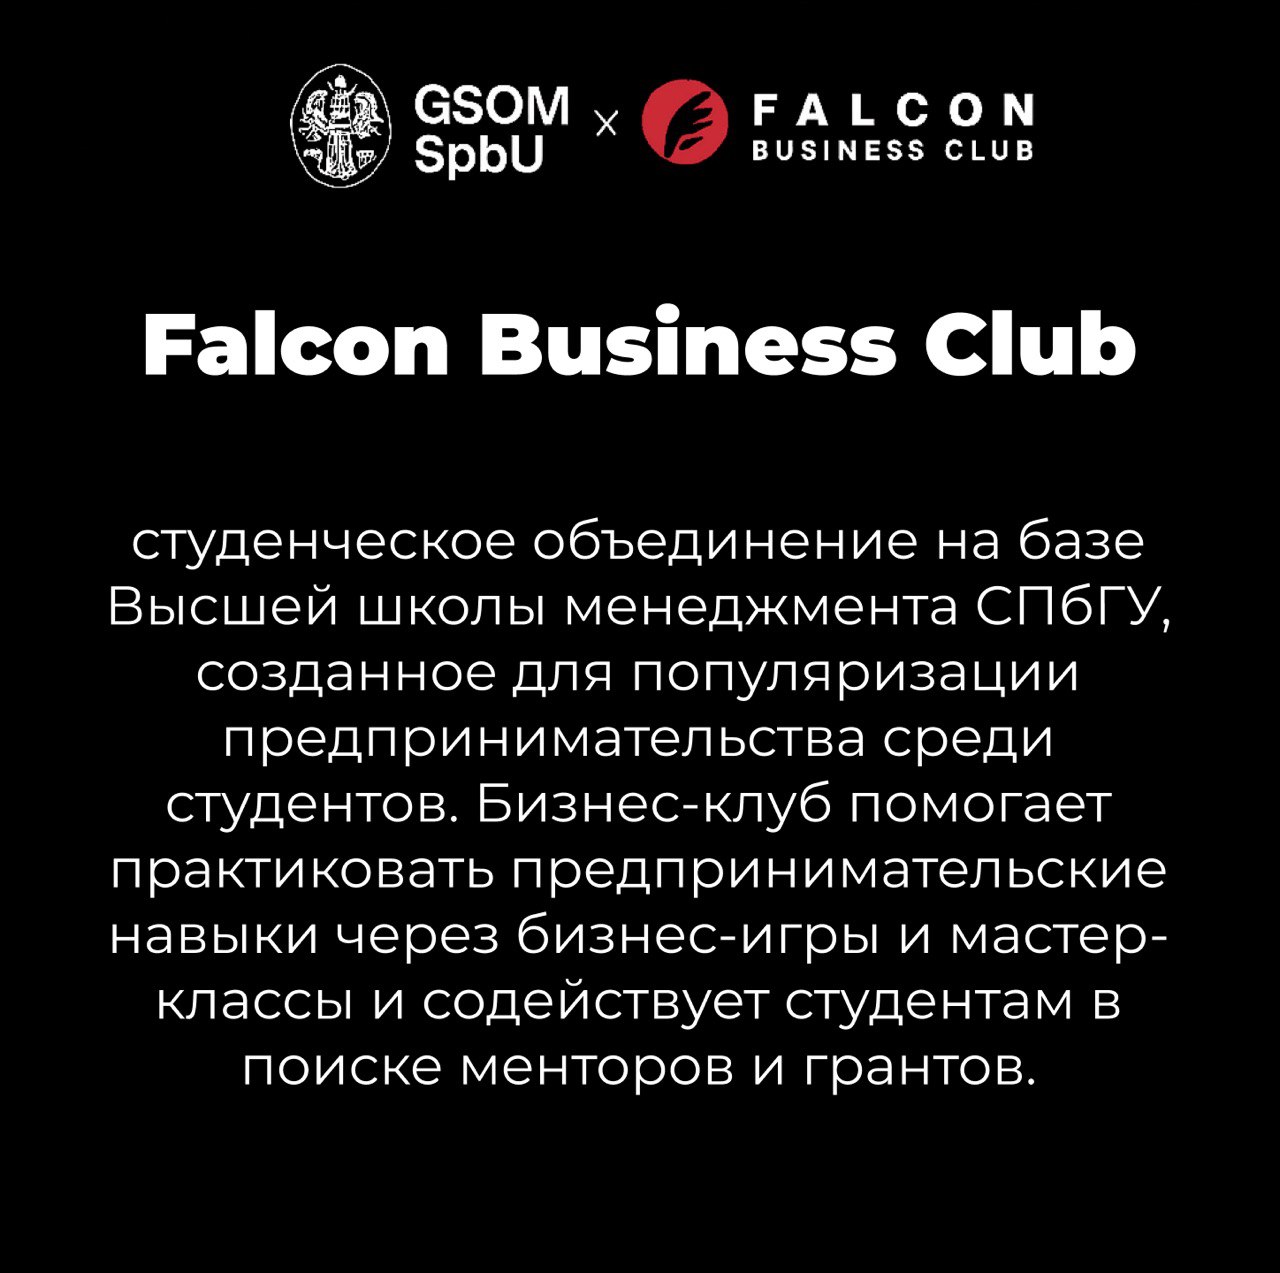 GSOM
SpbU
x
FALCON
BUSINESS CLUB
Falcon Business Club
студенческое объединение на базе
Высшей школы менеджмента СПбГУ,
созданное для популяризации
предпринимательства среди
студентов. Бизнес-клуб помогает
практиковать предпринимательские
навыки через бизнес-игры и мастер-
классы и содействует студентам в
поиске менторов и грантов.